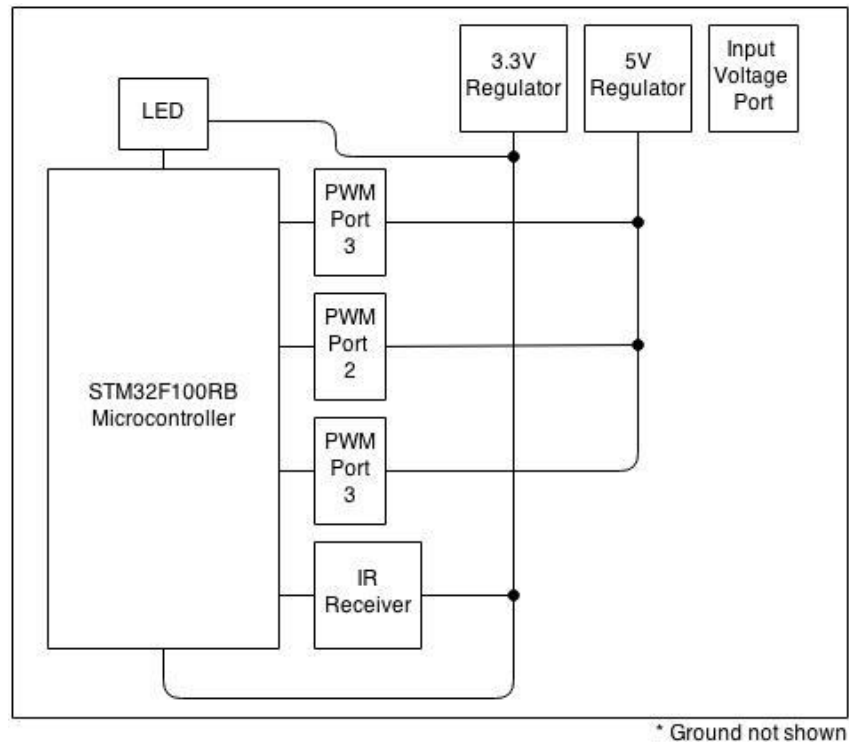 LED
3.3V
Regulator
5V
Regulator
Input
Voltage
Port
PWM
Port
3
PWM
Port
2
STM32F100RB
Microcontroller
PWM
Port
3
IR
Receiver
* Ground not shown